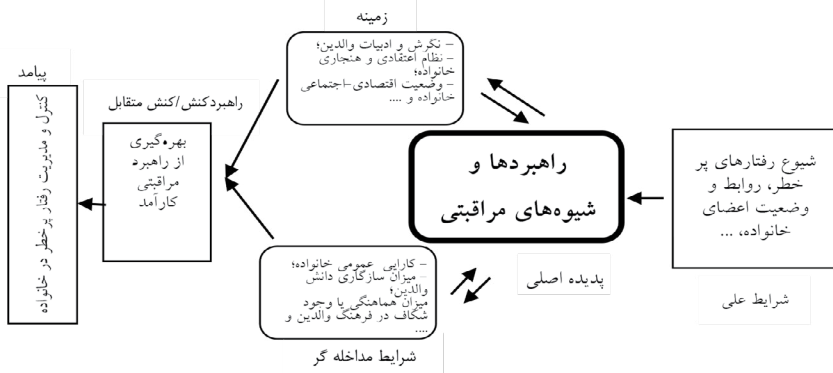 زمینه
– نگرش و ادبیات والدین؛
– نظام اعتقادی و هنجاری
خانواده؛
– وضعیت اقتصادی–اجتماعی
خانواده و ....
شیوع رفتارهای پر
خطر، روابط و
وضعیت اعضای
خانواده، ...
شرایط علی
راهبردها و
شیوه‌های مراقبتی
پدیده اصلی
– کارایی عمومی خانواده؛
– میزان سازگاری دانش
والدین؛
میزان هماهنگی یا وجود
شکاف در فرهنگ والدین و
....
شرایط مداخله گر
راهبردکنش/کنش متقابل
بهره‌گیری
از راهبرد
مراقبتی
کارآمد
پیامد
کنترل و مدیریت رفتار پرخطر در خانواده